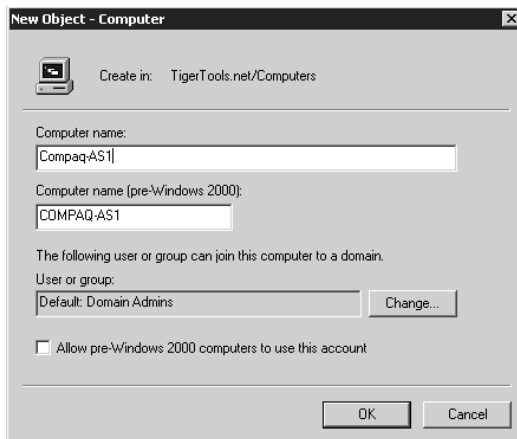 New Object - Computer
Create in: TigerTools.net/Computers
Computer name:
Compaq-AS1
Computer name (pre-Windows 2000):
COMPAQ-AS1
The following user or group can join this computer to a domain.
User or group:
Default: Domain Admins
Change...
Allow pre-Windows 2000 computers to use this account
OK Cancel